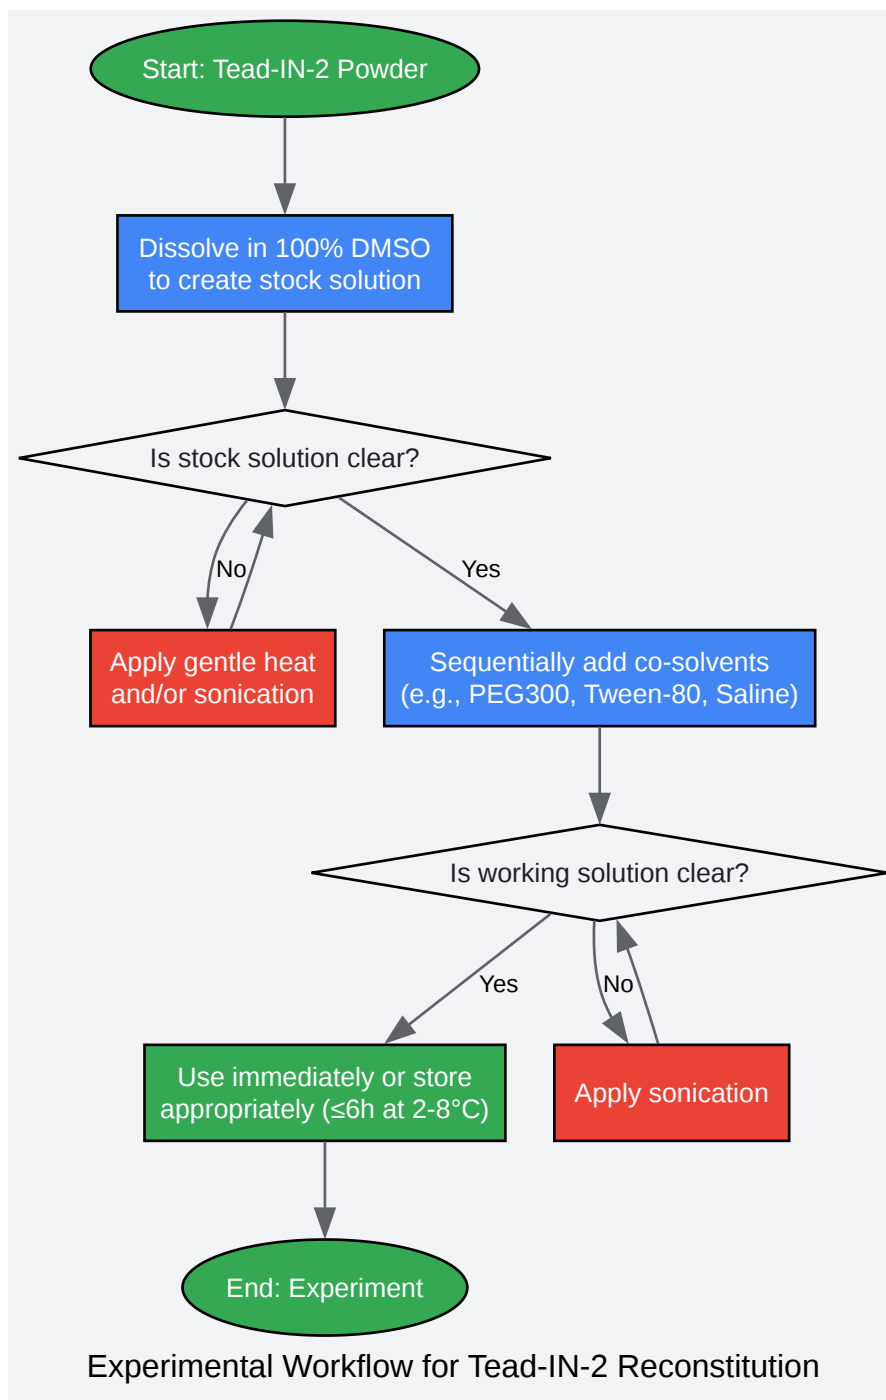 Start: Tead-IN-2 Powder
Dissolve in 100% DMSO
to create stock solution
Is stock solution clear?
No
Yes
Apply gentle heat
and/or sonication
Sequentially add co-solvents
(e.g., PEG300, Tween-80, Saline)
Is working solution clear?
Yes
No
Use immediately or store
appropriately (≤6h at 2-8°C)
Apply sonication
End: Experiment
Experimental Workflow for Tead-IN-2 Reconstitution